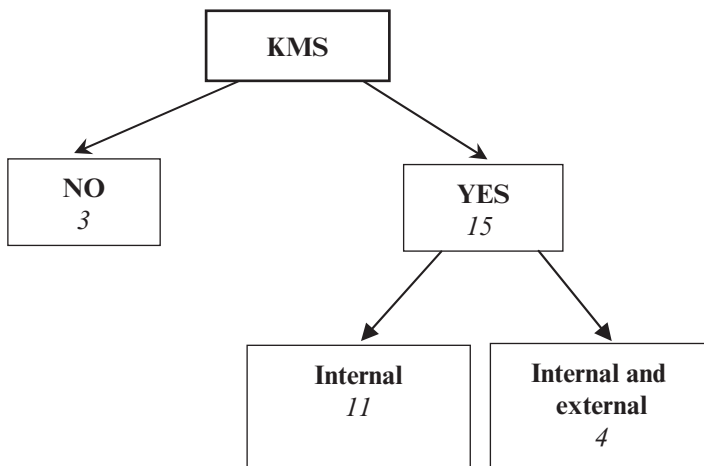 KMS
NO
3
YES
15
Internal
11
Internal and
external
4